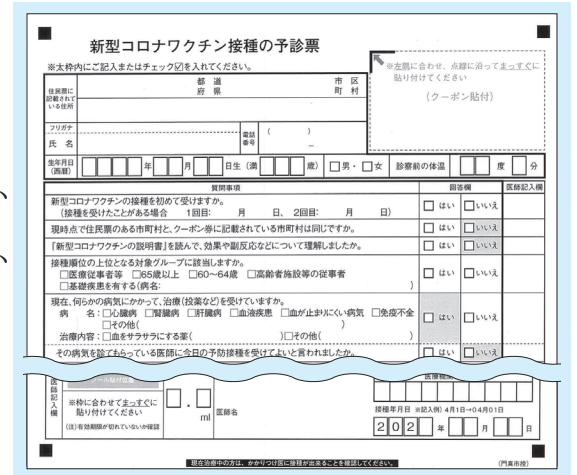 新型コロナワクチン接種の予診票
※太枠内にご記入またはチェック☑を入れてください。
※左隅に合わせ、点線に沿ってまっすぐに
貼り付けてください
(クーポン貼付)
住民票に
記載されて
いる住所
都 道
府 県
市 区
町 村
フリガナ
氏 名
電話
番号
( )
－
生年月日
(西暦)
年 月 日生 (満 歳) □男・□女 診察前の体温 度 分
質問事項 回答欄 医師記入欄
新型コロナワクチンの接種を初めて受けますか。
(接種を受けたことがある場合 1回目: 月 日、2回目: 月 日)
□はい □いいえ
現時点で住民票のある市町村と、クーポン券に記載されている市町村は同じですか。 □はい □いいえ
『新型コロナワクチンの説明書』を読んで、効果や副反応などについて理解しましたか。 □はい □いいえ
接種順位の上位となる対象グループに該当しますか。
□医療従事者等 □65歳以上 □60〜64歳 □高齢者施設等の従事者
□基礎疾患を有する(病名: )
□はい □いいえ
現在、何らかの病気にかかって、治療(投薬など)を受けていますか。
病 名:□心臓病 □腎臓病 □肝臓病 □血液疾患 □血が止まりにくい病気 □免疫不全
□その他( )
治療内容:□血をサラサラにする薬( )□その他( )
□はい □いいえ
その病気を診てもらっている医師に今日の予防接種を受けてよいと言われましたか。 □はい □いいえ
医師記入欄
※枠に合わせてまっすぐに
貼り付けてください
(注)有効期限が切れていないか確認
ml
医師名
接種年月日 ※記入例)4月1日→04月01日
202 年 月 日
現在治療中の方は、かかりつけ医に接種が出来ることを確認してください。
(門真市授)